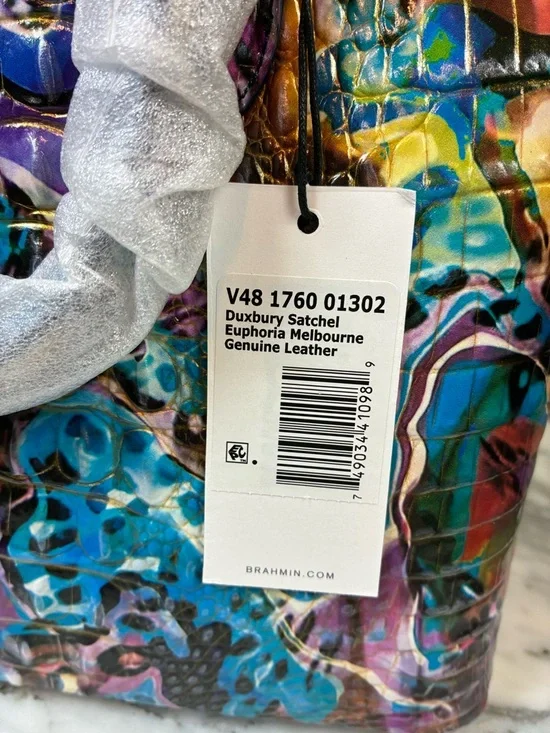 V48 1760 01302
Duxbury Satchel
Euphoria Melbourne
Genuine Leather
7 49034 41098 9
BRAHMIN.COM